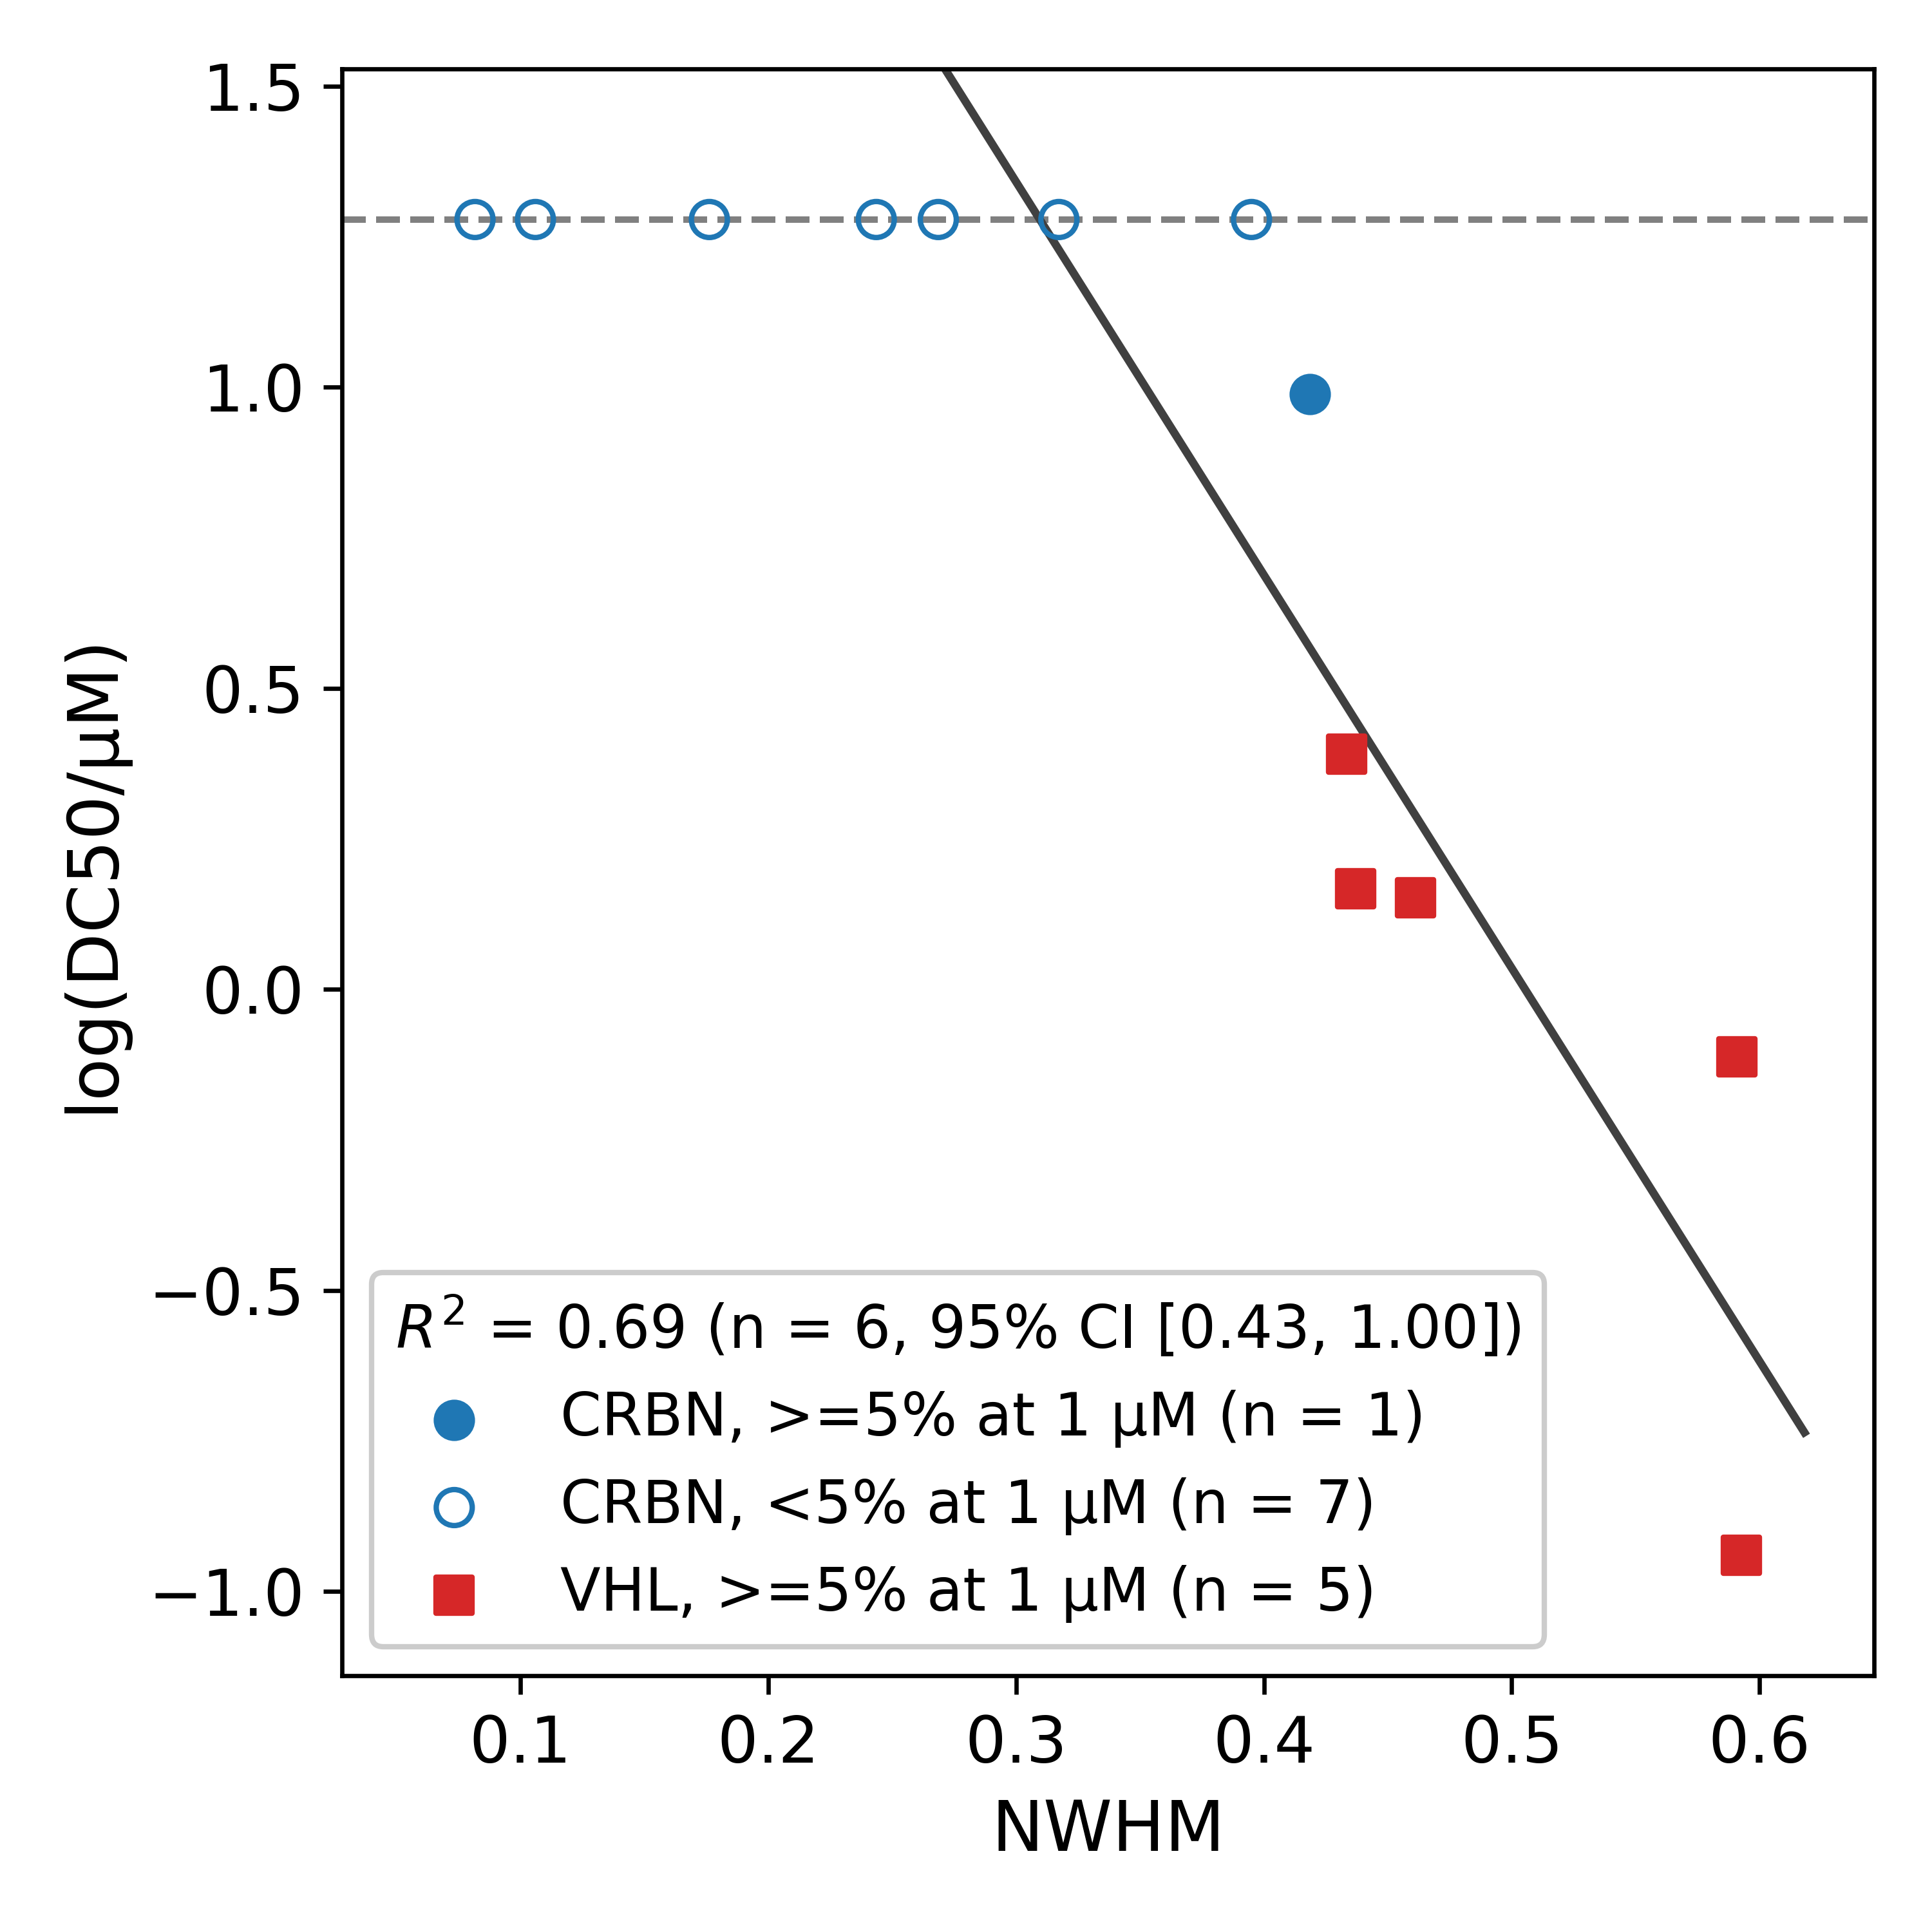 1.5
1.0
0.5
0.0
−0.5
−1.0
log(DC50/µM)
R² = 0.69 (n = 6, 95% CI [0.43, 1.00])
CRBN, >=5% at 1 µM (n = 1)
CRBN, <5% at 1 µM (n = 7)
VHL, >=5% at 1 µM (n = 5)
0.1 0.2 0.3 0.4 0.5 0.6
NWHM